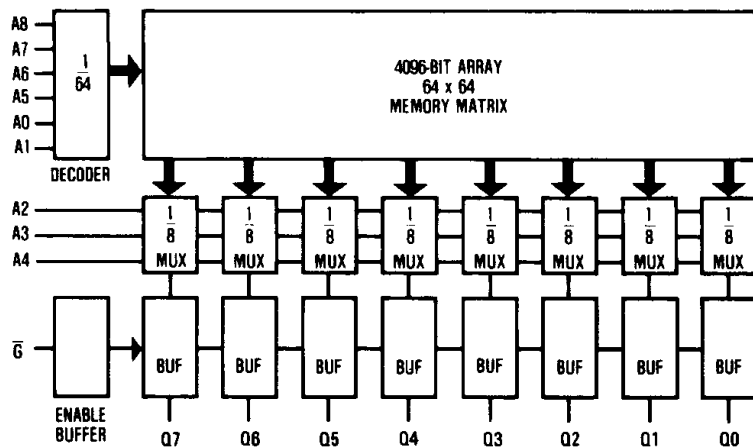 A8
A7
A6
A5
A0
A1
1
64
DECODER
4096-BIT ARRAY
64 x 64
MEMORY MATRIX
A2
A3
A4
1 1 1 1 1 1 1 1
8 8 8 8 8 8 8 8
MUX MUX MUX MUX MUX MUX MUX MUX
G
BUF BUF BUF BUF BUF BUF BUF BUF
ENABLE
BUFFER
Q7 Q6 Q5 Q4 Q3 Q2 Q1 Q0